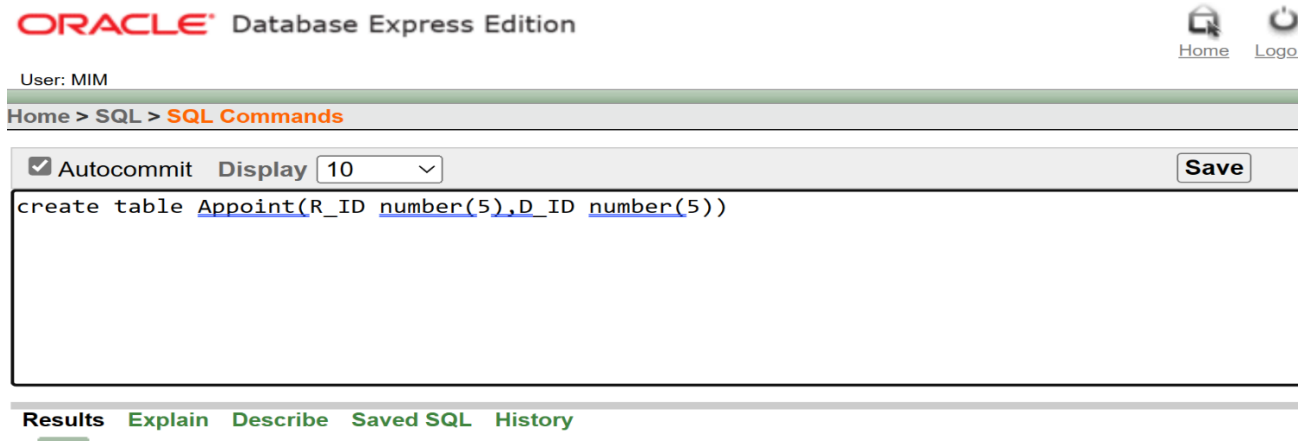 ORACLE Database Express Edition
Home Logo
User: MIM
Home > SQL > SQL Commands
Autocommit Display 10 Save
create table Appoint(R_ID number(5),D_ID number(5))
Results Explain Describe Saved SQL History